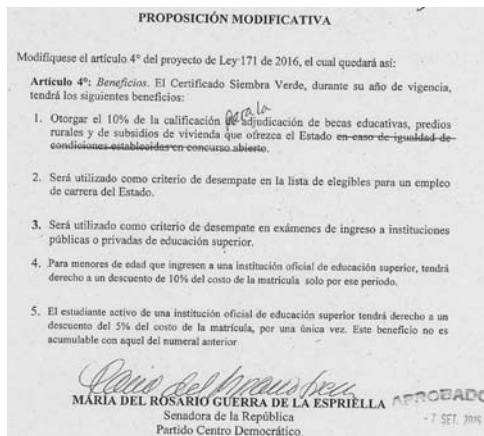 PROPOSICIÓN MODIFICATIVA
Modifíquese el artículo 4° del proyecto de Ley 171 de 2016, el cual quedará así:
Artículo 4°: Beneficios. El Certificado Siembra Verde, durante su año de vigencia,
tendrá los siguientes beneficios:
1. Otorgar el 10% de la calificación para la adjudicación de becas educativas, predios
rurales y de subsidios de vivienda que ofrezca el Estado en caso de igualdad de
condiciones establecidas en concurso abierto.
2. Será utilizado como criterio de desempate en la lista de elegibles para un empleo
de carrera del Estado.
3. Será utilizado como criterio de desempate en exámenes de ingreso a instituciones
públicas o privadas de educación superior.
4. Para menores de edad que ingresen a una institución oficial de educación superior, tendrá
derecho a un descuento de 10% del costo de la matrícula solo por ese periodo.
5. El estudiante activo de una institución oficial de educación superior tendrá derecho a un
descuento del 5% del costo de la matrícula, por una única vez. Este beneficio no es
acumulable con aquel del numeral anterior
MARÍA DEL ROSARIO GUERRA DE LA ESPRIELLA
APROBADO
Senadora de la República
- 7 SET. 2016
Partido Centro Democrático